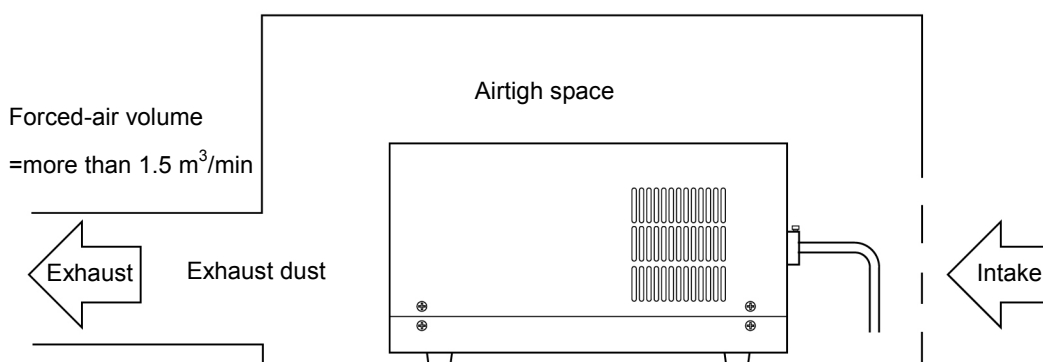 Airtigh space
Forced-air volume
=more than 1.5 m³/min
Exhaust
Exhaust dust
Intake